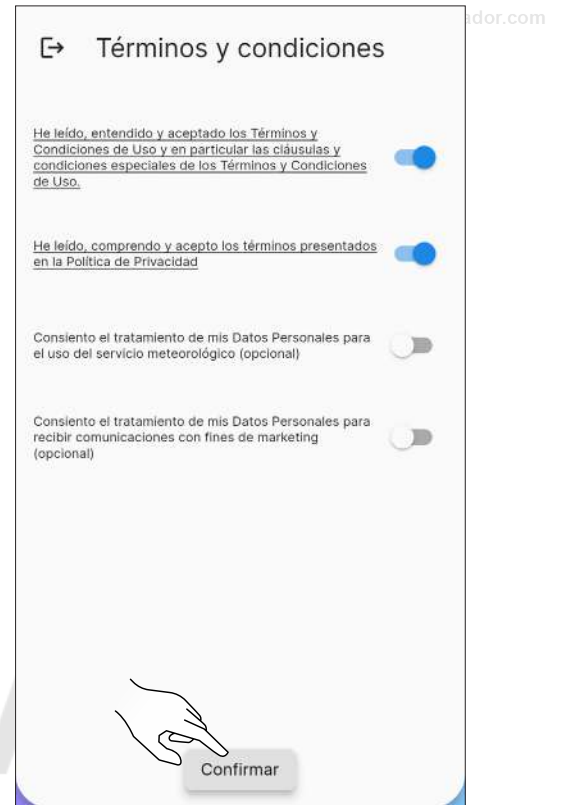 Términos y condiciones
He leído, entendido y aceptado los Términos y
Condiciones de Uso y en particular las cláusulas y
condiciones especiales de los Términos y Condiciones
de Uso.
He leído, comprendo y acepto los términos presentados
en la Política de Privacidad
Consiento el tratamiento de mis Datos Personales para
el uso del servicio meteorológico (opcional)
Consiento el tratamiento de mis Datos Personales para
recibir comunicaciones con fines de marketing
(opcional)
Confirmar